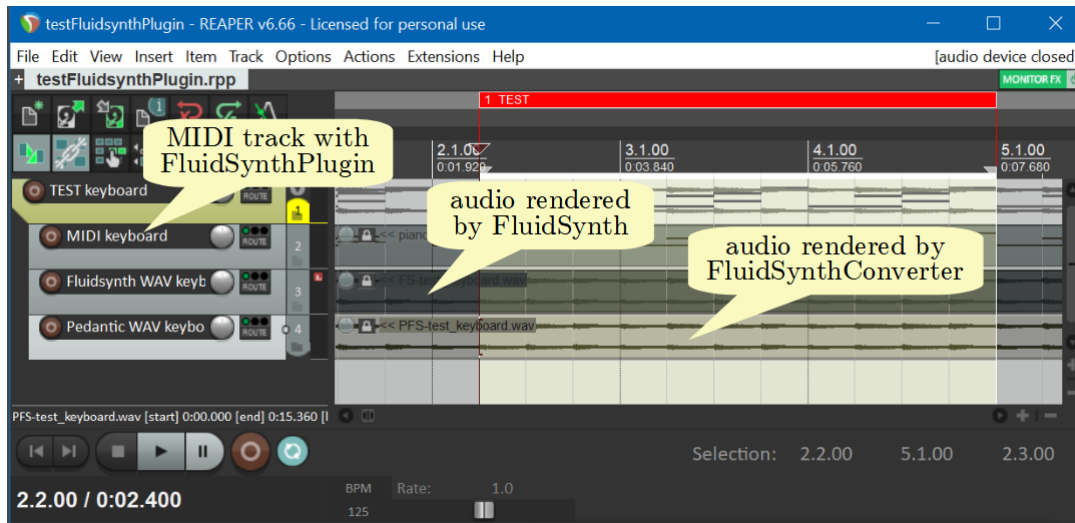 testFluidsynthPlugin - REAPER v6.66 - Licensed for personal use
File Edit View Insert Item Track Options Actions Extensions Help [audio device closed
+ testFluidsynthPlugin.rpp MONITOR FX
1 TEST
MIDI track with
FluidSynthPlugin
2.1.00 3.1.00 4.1.00 5.1.00
0:01.920 0:03.840 0:05.760 0:07.680
TEST keyboard ROUTE 1
audio rendered
by FluidSynth
MIDI keyboard ROUTE 2 << piano
audio rendered by
FluidSynthConverter
Fluidsynth WAV keyb ROUTE 3 << FS-test_keyboard.wav
Pedantic WAV keybo ROUTE 4 << PFS-test_keyboard.wav
PFS-test_keyboard.wav [start] 0:00.000 [end] 0:15.360 [l
Selection: 2.2.00 5.1.00 2.3.00
2.2.00 / 0:02.400
BPM Rate: 1.0
125